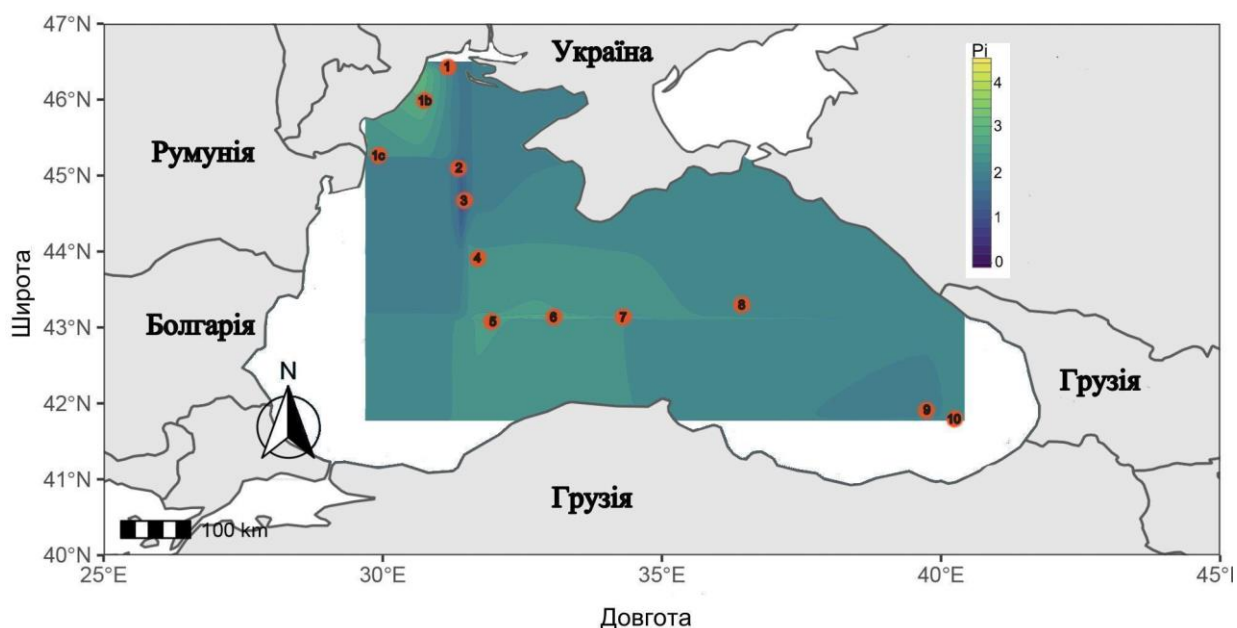 47°N
46°N
45°N
44°N
43°N
42°N
41°N
40°N
25°E
30°E
35°E
40°E
45°E
Широта
Довгота
Україна
Румунія
Болгарія
Грузія
Грузія
Pi
4
3
2
1
0
1
1b
1c
2
3
4
5
6
7
8
9
10
N
100 km